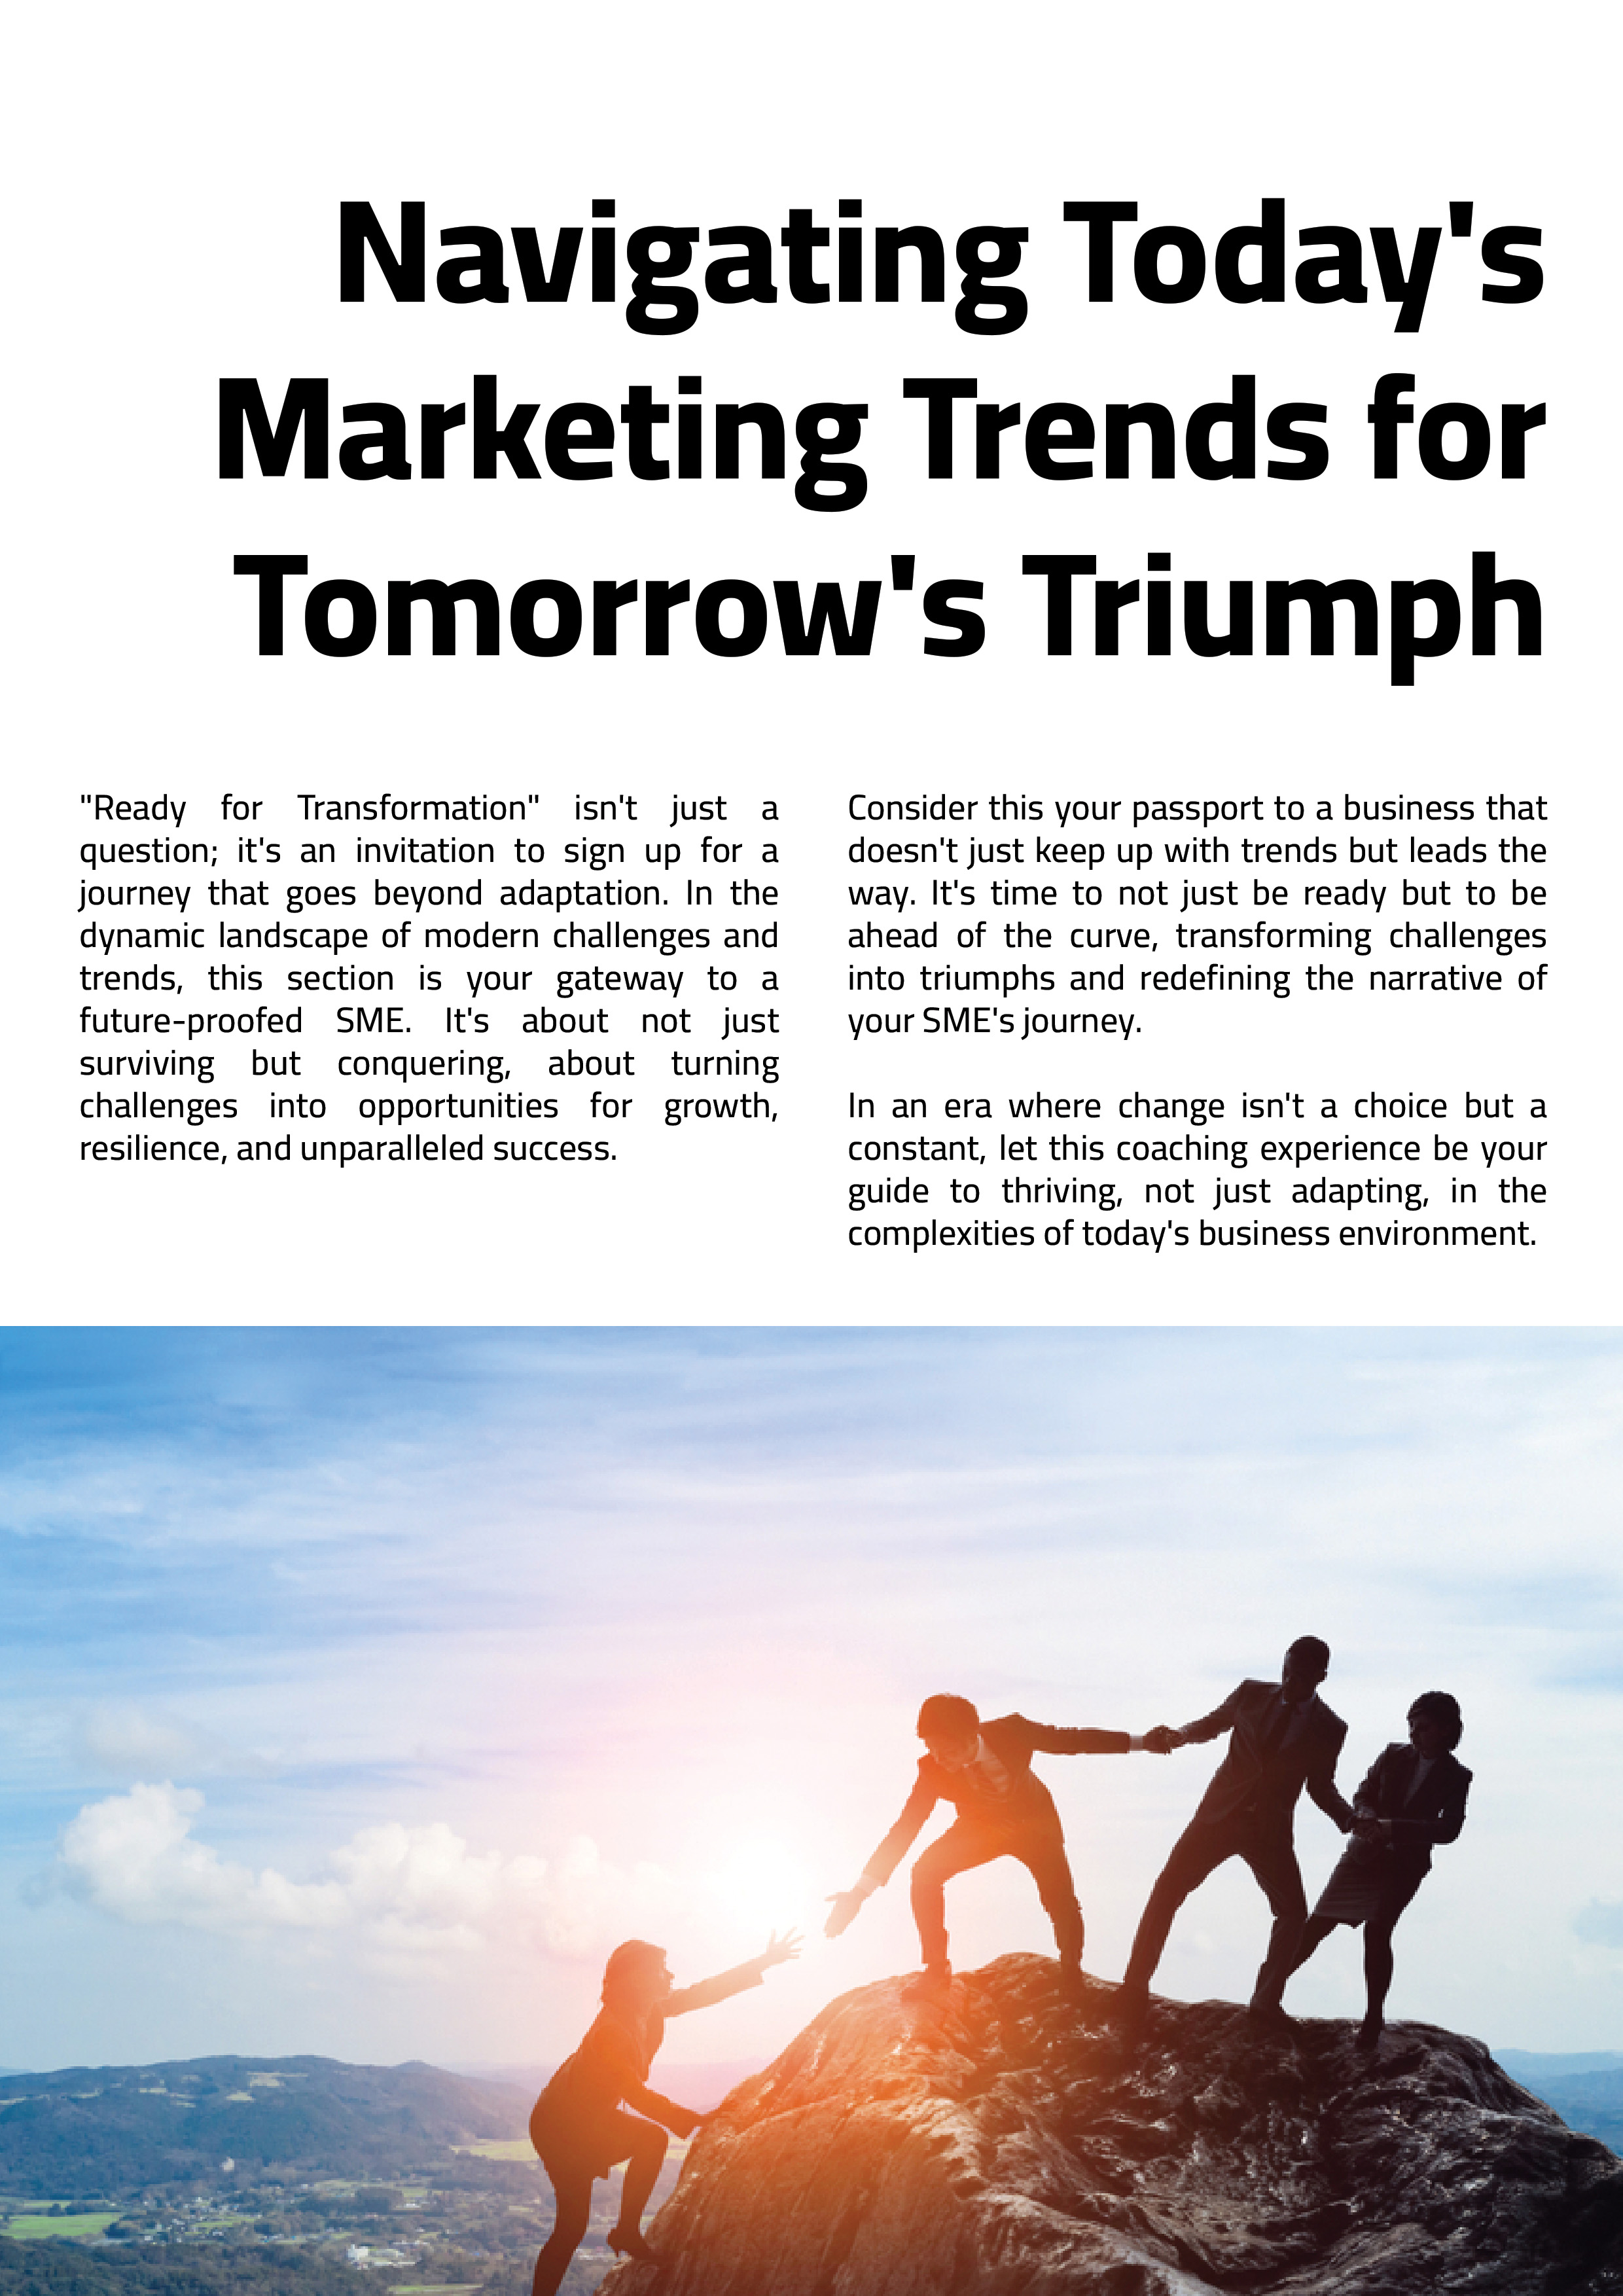 Navigating Today's
Marketing Trends for
Tomorrow's Triumph
"Ready for Transformation" isn't just a
question; it's an invitation to sign up for a
journey that goes beyond adaptation. In the
dynamic landscape of modern challenges and
trends, this section is your gateway to a
future-proofed SME. It's about not just
surviving but conquering, about turning
challenges into opportunities for growth,
resilience, and unparalleled success.
Consider this your passport to a business that
doesn't just keep up with trends but leads the
way. It's time to not just be ready but to be
ahead of the curve, transforming challenges
into triumphs and redefining the narrative of
your SME's journey.
In an era where change isn't a choice but a
constant, let this coaching experience be your
guide to thriving, not just adapting, in the
complexities of today's business environment.